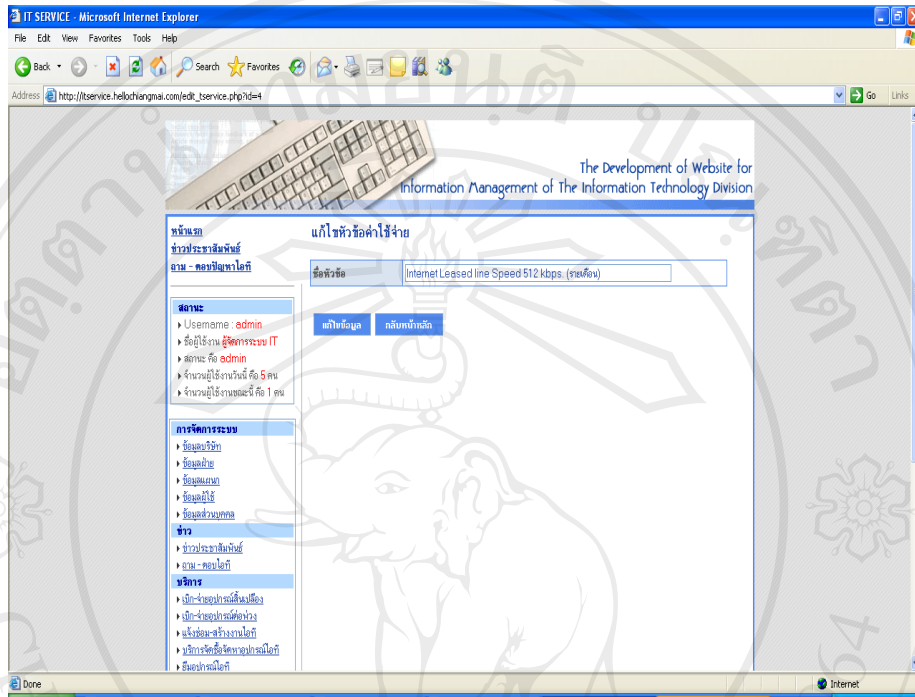 IT SERVICE - Microsoft Internet Explorer
File Edit View Favorites Tools Help
Back Search Favorites
Address http://itservice.hellochiangmai.com/edit_tservice.php?id=4 Go Links
The Development of Website for
Information Management of The Information Technology Division
หน้าแรก
ข่าวประชาสัมพันธ์
ถาม - ตอบปัญหาไอที
แก้ไขหัวข้อค่าใช้จ่าย
ชื่อหัวข้อ Internet Leased line Speed 512 kbps. (รายเดือน)
แก้ไขข้อมูล กลับหน้าหลัก
สถานะ
Username : admin
ชื่อผู้ใช้งาน ผู้จัดการระบบ IT
สถานะ คือ admin
จำนวนผู้ใช้งานวันนี้ คือ 5 คน
จำนวนผู้ใช้งานขณะนี้ คือ 1 คน
การจัดการระบบ
ข้อมูลบริษัท
ข้อมูลฝ่าย
ข้อมูลแผนก
ข้อมูลผู้ใช้
ข้อมูลส่วนบุคคล
ข่าว
ข่าวประชาสัมพันธ์
ถาม - ตอบไอที
บริการ
เบิก-จ่ายอุปกรณ์สิ้นเปลือง
เบิก-จ่ายอุปกรณ์ต่อพ่วง
แจ้งซ่อม-สร้างงานไอที
บริการจัดซื้อจัดหาอุปกรณ์ไอที
ยืมอุปกรณ์ไอที
Done Internet